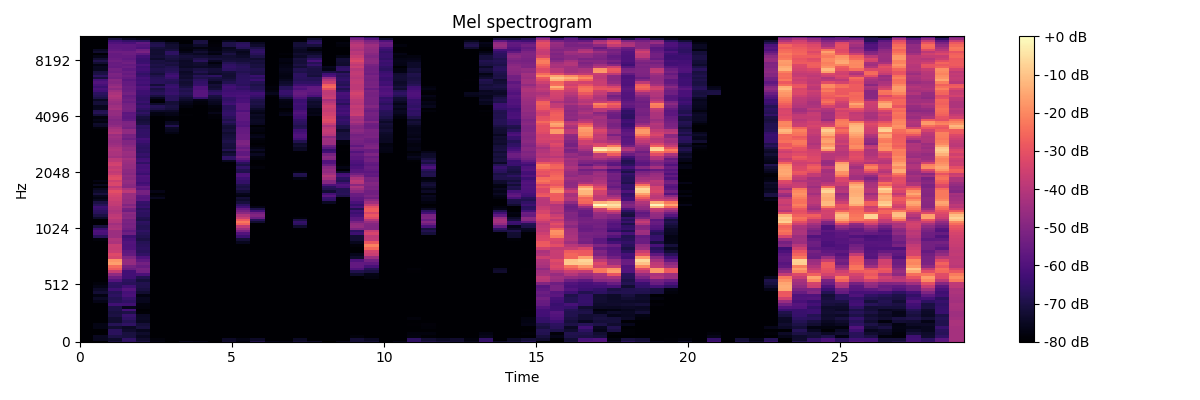 Mel spectrogram
8192
4096
2048
1024
512
0
Hz
0 5 10 15 20 25
Time
+0 dB
-10 dB
-20 dB
-30 dB
-40 dB
-50 dB
-60 dB
-70 dB
-80 dB